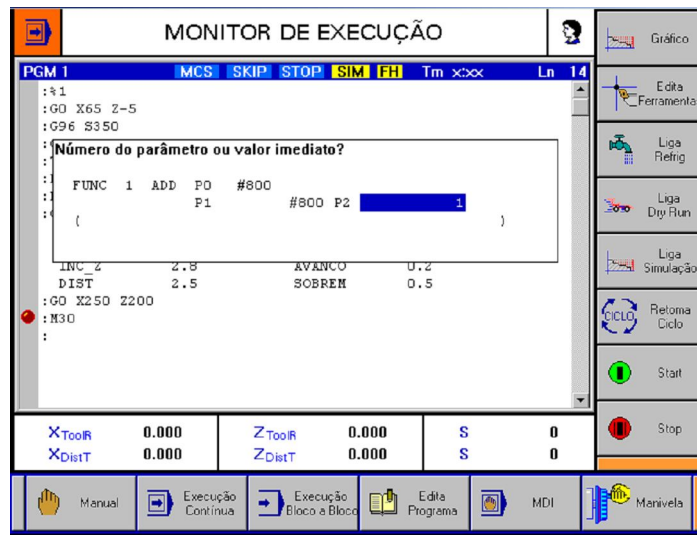 MONITOR DE EXECUÇÃO
PGM 1 MCS SKIP STOP SIM FH Tm x:xx Ln 14
:%1
:G0 X65 Z-5
:G96 S350
Número do parâmetro ou valor imediato?
FUNC 1 ADD P0 #800
P1 #800 P2 1
( )
INC_Z 2.8 AVANCO 0.2
DIST 2.5 SOBREM 0.5
:G0 X250 Z200
:M30
:
XToolR 0.000 ZToolR 0.000 S 0
XDistT 0.000 ZDistT 0.000 S 0
Gráfico
Edita
Ferramenta
Liga
Refrig
Liga
Dry Run
Liga
Simulação
CICLO
Retoma
Ciclo
Start
Stop
Manual
Execução
Contínua
Execução
Bloco a Bloco
Edita
Programa
MDI
Manivela